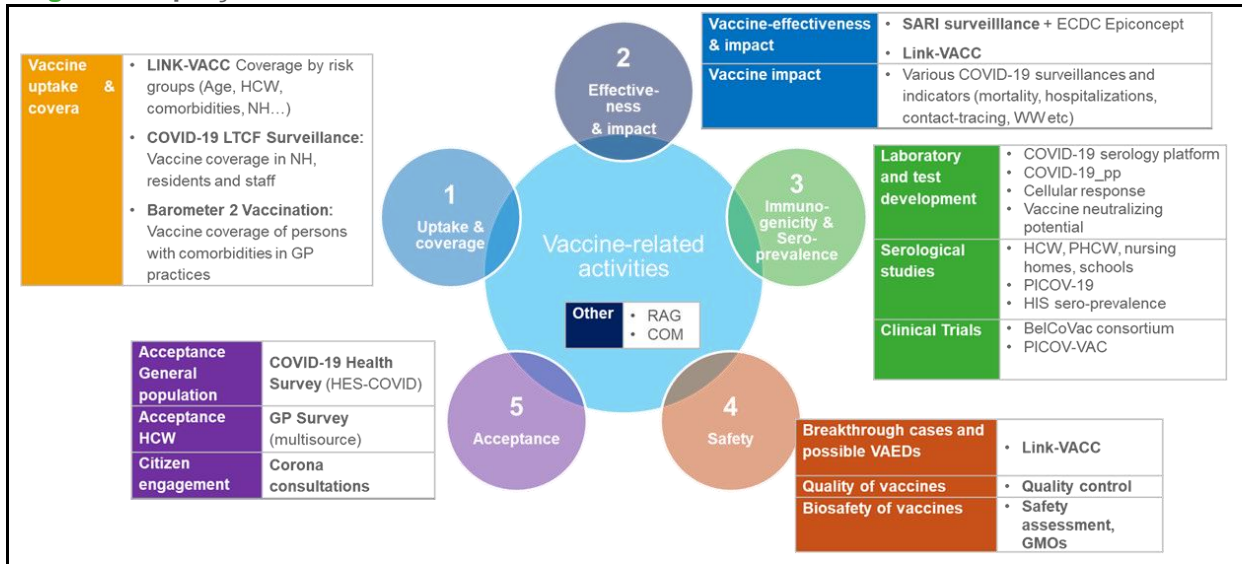 Vaccine
uptake &
covera
• LINK-VACC Coverage by risk
groups (Age, HCW,
comorbidities, NH...)
• COVID-19 LTCF Surveillance:
Vaccine coverage in NH,
residents and staff
• Barometer 2 Vaccination:
Vaccine coverage of persons
with comorbidities in GP
practices
2
Effective-
ness
& impact
Vaccine-effectiveness
& impact
• SARI surveilllance + ECDC Epiconcept
• Link-VACC
Vaccine impact
• Various COVID-19 surveillances and
indicators (mortality, hospitalizations,
contact-tracing, WW etc)
1
Uptake &
coverage
3
Immuno-
genicity &
Sero-
prevalence
Laboratory
and test
development
• COVID-19 serology platform
• COVID-19_pp
• Cellular response
• Vaccine neutralizing
potential
Serological
studies
• HCW, PHCW, nursing
homes, schools
• PICOV-19
• HIS sero-prevalence
Clinical Trials
• BelCoVac consortium
• PICOV-VAC
Vaccine-related
activities
Other
• RAG
• COM
Acceptance
General
population
COVID-19 Health
Survey (HES-COVID)
Acceptance
HCW
GP Survey
(multisource)
Citizen
engagement
Corona
consultations
5
Acceptance
4
Safety
Breakthrough cases and
possible VAEDs
• Link-VACC
Quality of vaccines
• Quality control
Biosafety of vaccines
• Safety
assessment,
GMOs